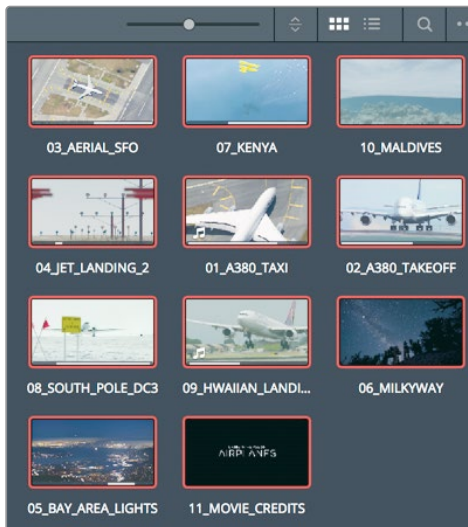 03_AERIAL_SFO
07_KENYA
10_MALDIVES
04_JET_LANDING_2
01_A380_TAXI
02_A380_TAKEOFF
08_SOUTH_POLE_DC3
09_HWAIIAN_LANDI...
06_MILKYWAY
AIRPLANES
05_BAY_AREA_LIGHTS
11_MOVIE_CREDITS